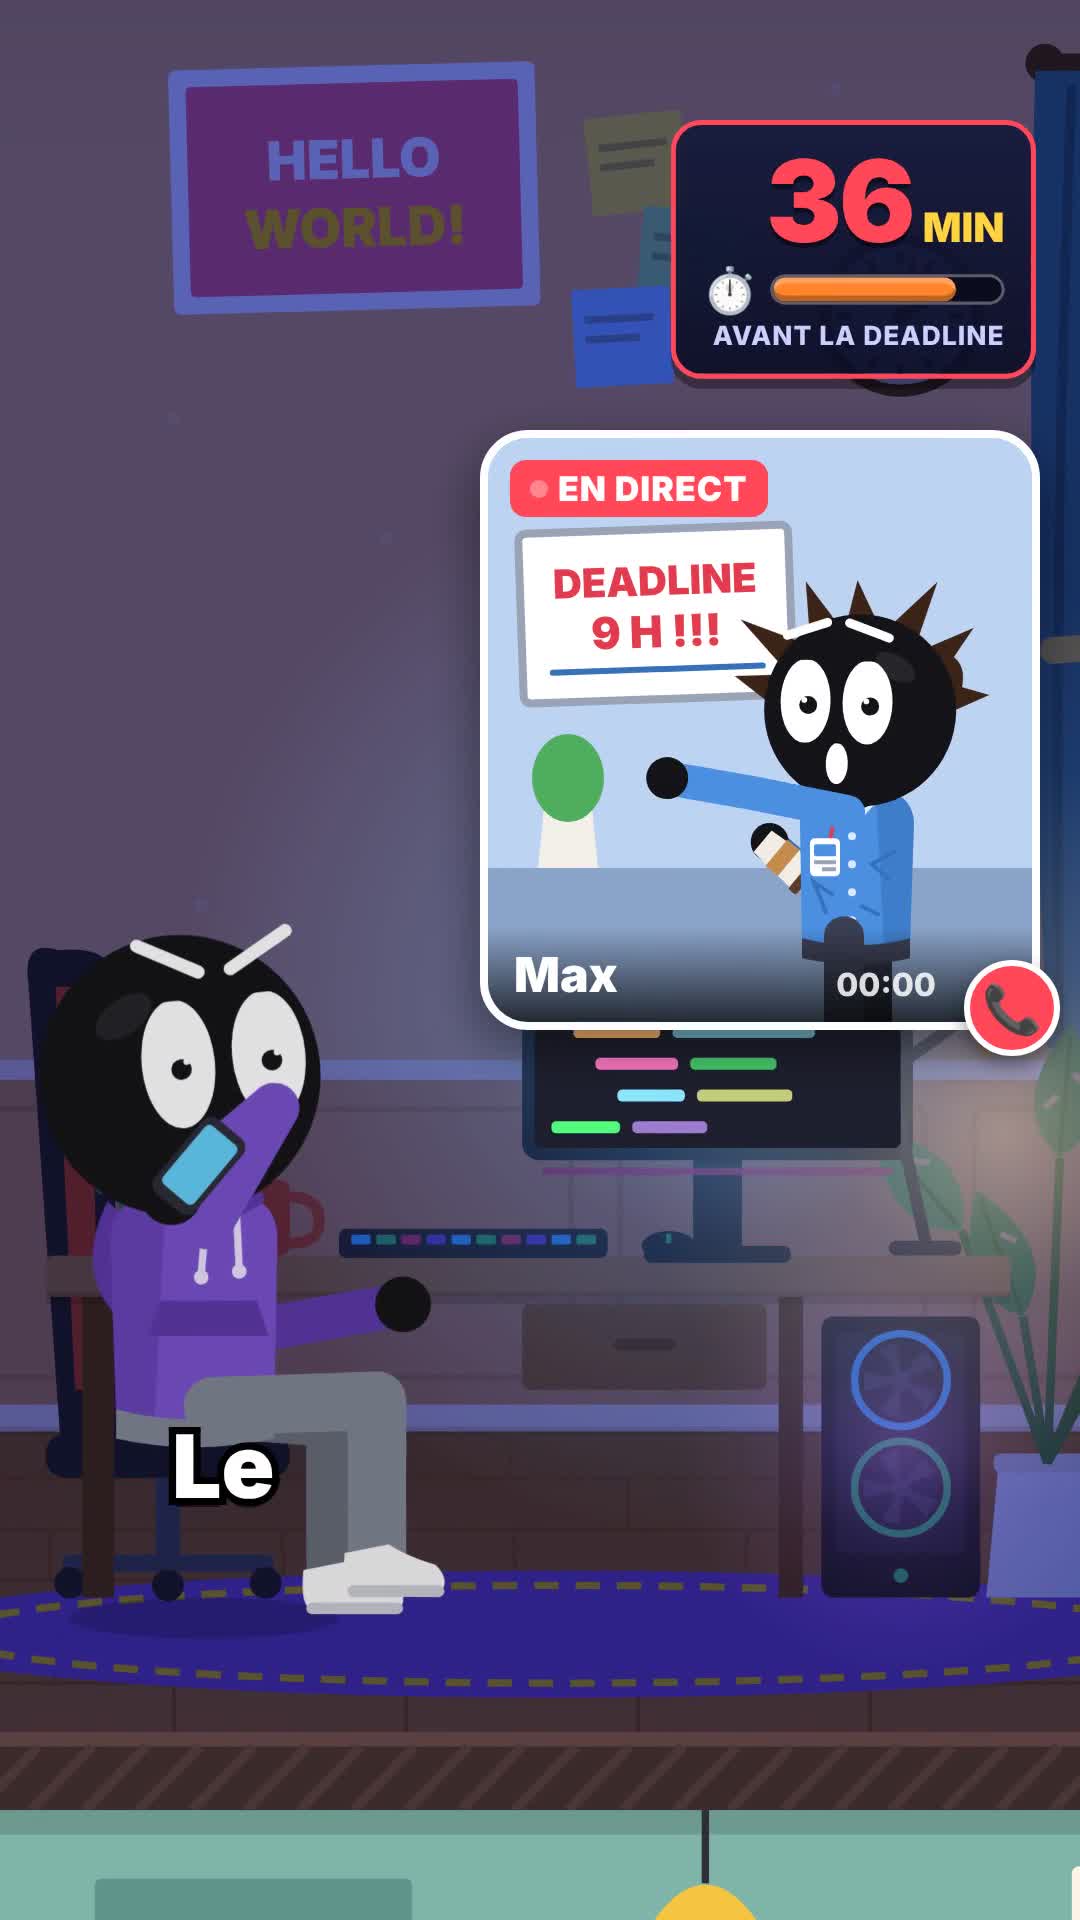 HELLO
WORLD!
36 MIN
AVANT LA DEADLINE
EN DIRECT
DEADLINE
9 H !!!
Max
00:00
Le